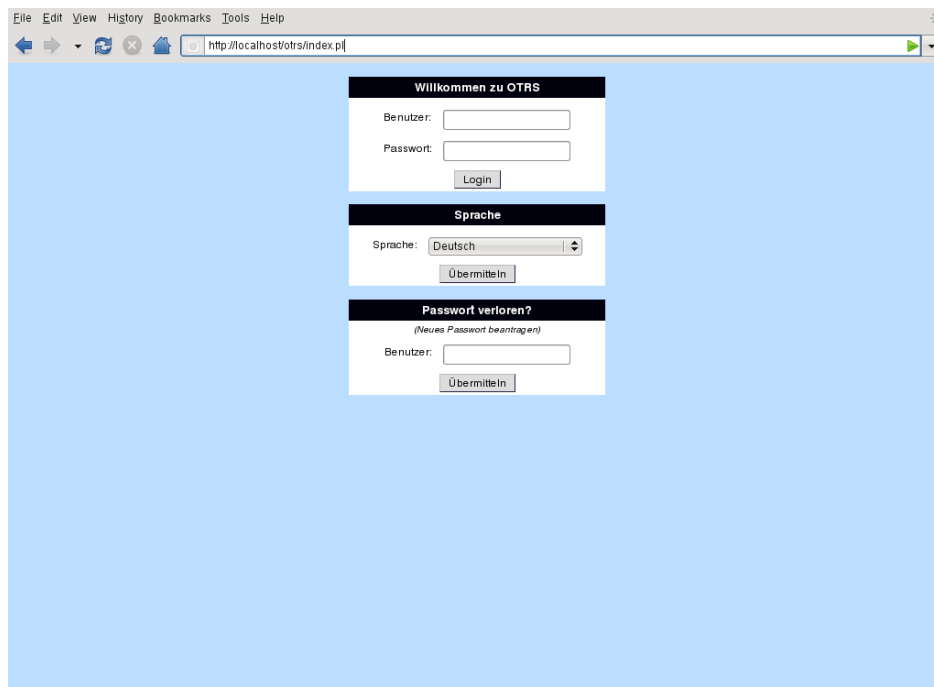 File Edit View History Bookmarks Tools Help
http://localhost/otrs/index.pl
Willkommen zu OTRS
Benutzer:
Passwort:
Login
Sprache
Sprache: Deutsch
Übermitteln
Passwort verloren?
(Neues Passwort beantragen)
Benutzer:
Übermitteln